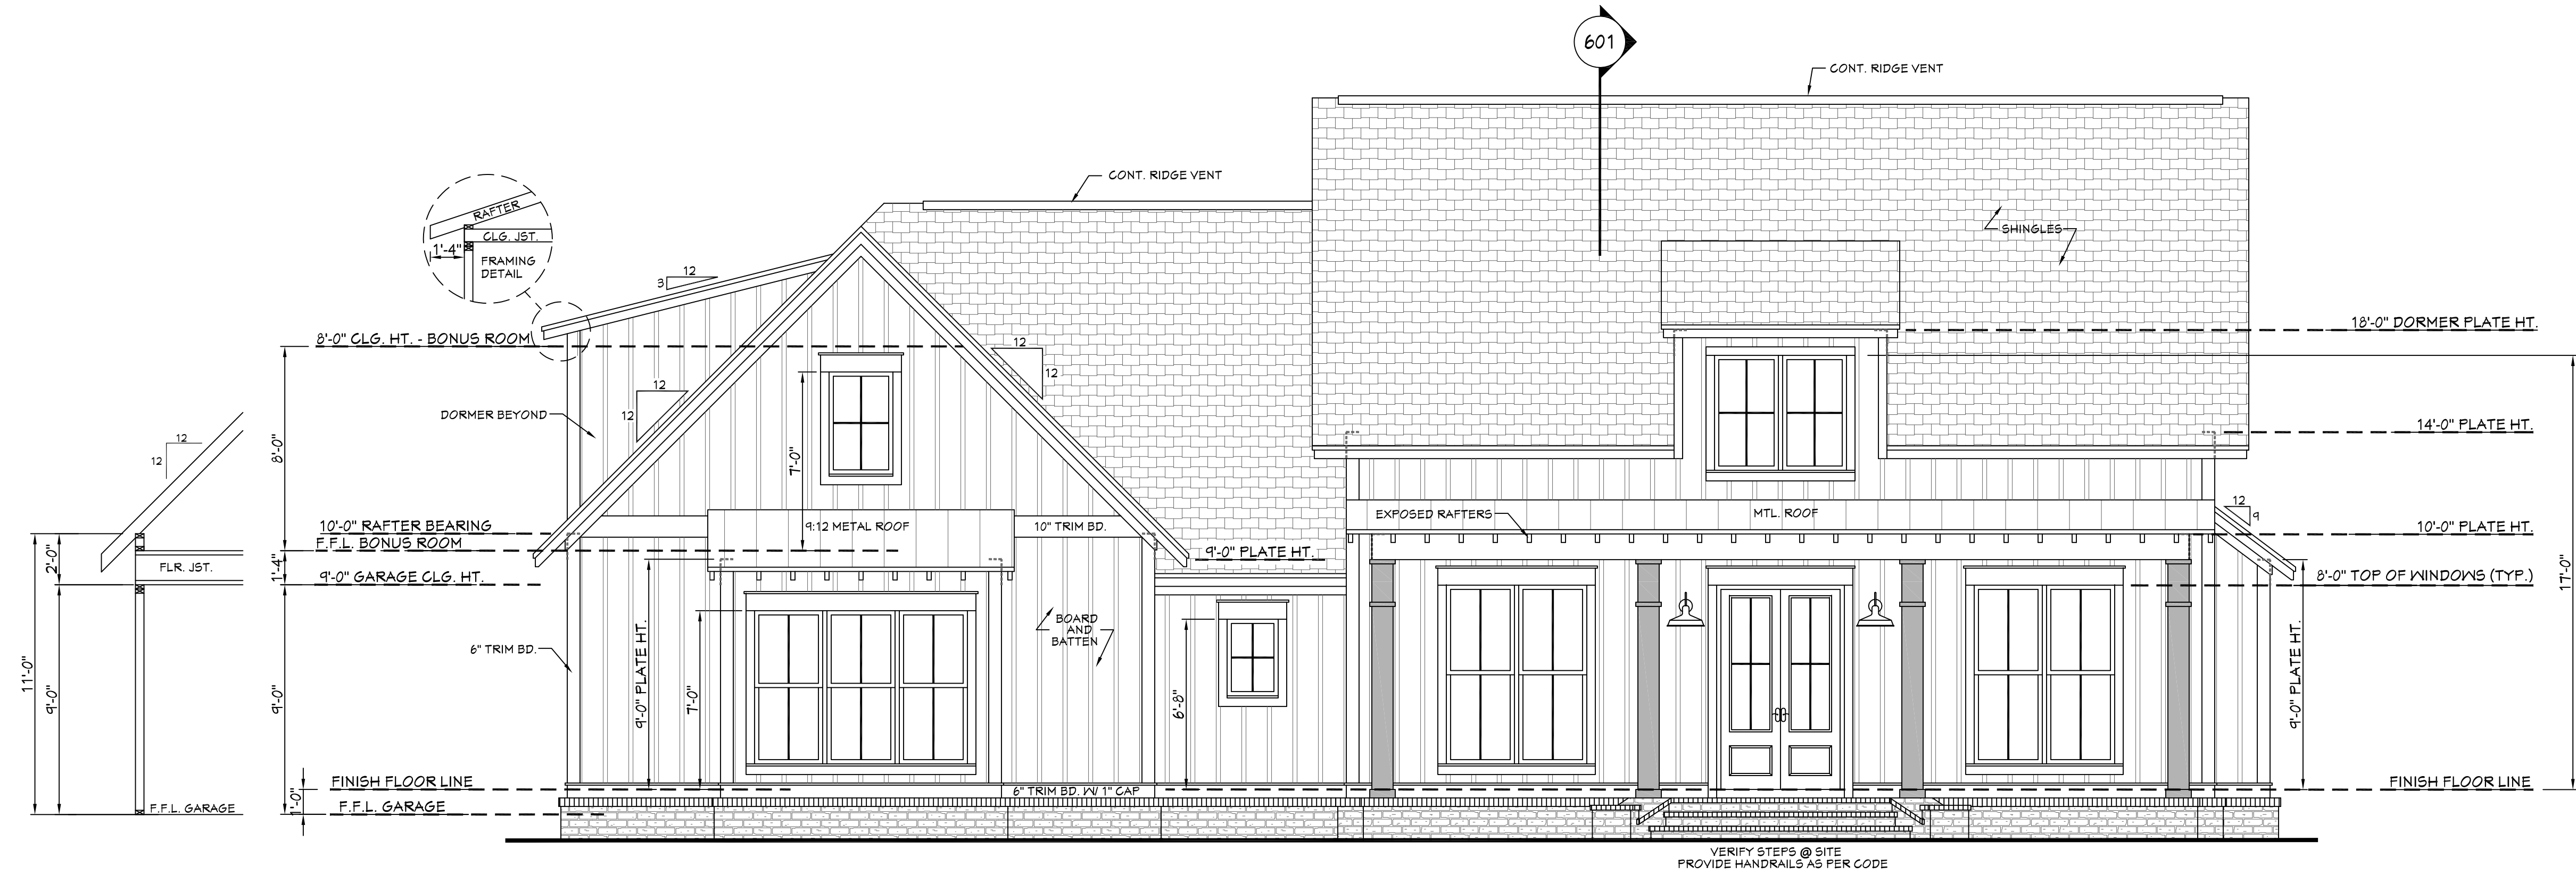 601
CONT. RIDGE VENT
CONT. RIDGE VENT
RAFTER
CLG. JST.
1'-4"
FRAMING
DETAIL
SHINGLES
12
3
8'-0" CLG. HT. - BONUS ROOM
18'-0" DORMER PLATE HT.
12
12
12
12
DORMER BEYOND
14'-0" PLATE HT.
12
12
8'-0"
7'-0"
17'-0"
10'-0" RAFTER BEARING
F.F.L. BONUS ROOM
9:12 METAL ROOF
10" TRIM BD.
EXPOSED RAFTERS
MTL. ROOF
12
9
10'-0" PLATE HT.
9'-0" PLATE HT.
2'-0"
FLR. JST.
1'-4"
9'-0" GARAGE CLG. HT.
8'-0" TOP OF WINDOWS (TYP.)
BOARD
AND
BATTEN
6" TRIM BD.
11'-0"
9'-0"
9'-0"
9'-0" PLATE HT.
7'-0"
6'-8"
9'-0" PLATE HT.
FINISH FLOOR LINE
6" TRIM BD. W/ 1" CAP
FINISH FLOOR LINE
1'-0"
F.F.L. GARAGE
F.F.L. GARAGE
VERIFY STEPS @ SITE
PROVIDE HANDRAILS AS PER CODE